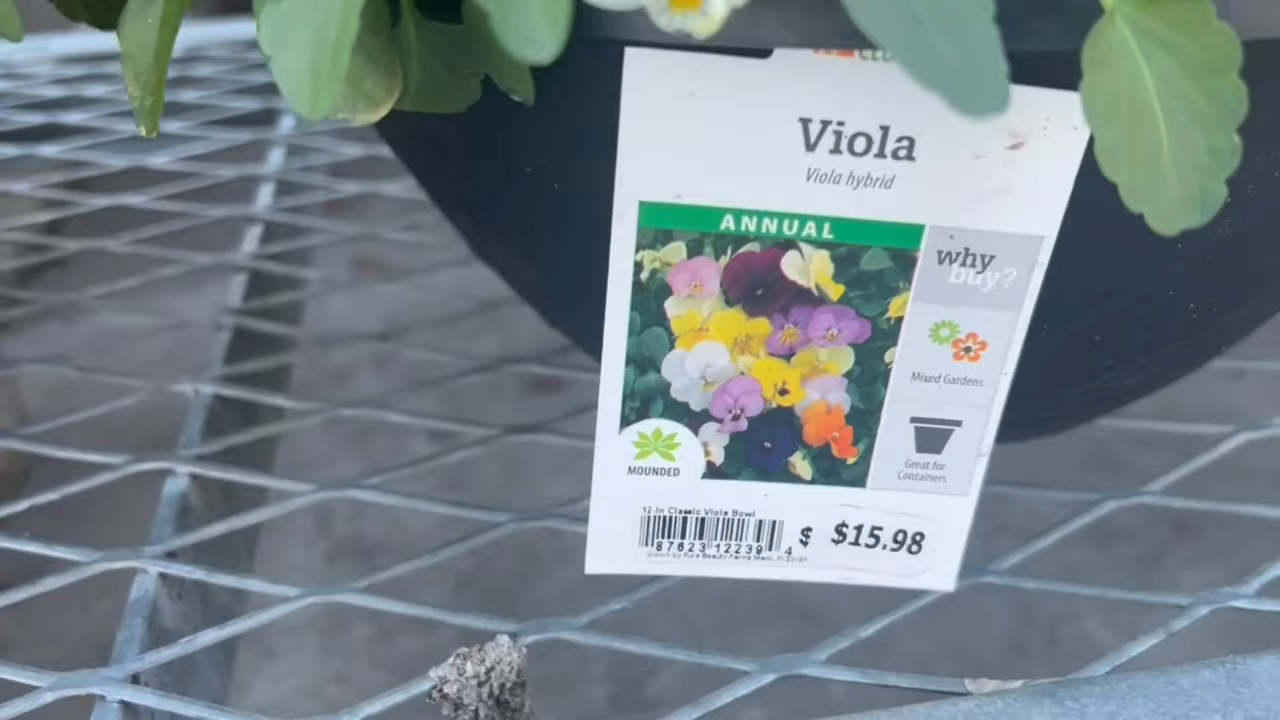 Viola
Viola hybrid
ANNUAL
why
buy?
Mixed Gardens
Great for
Containers
MOUNDED
12-In Classic Viola Bowl
87623 12239 4
$ $15.98